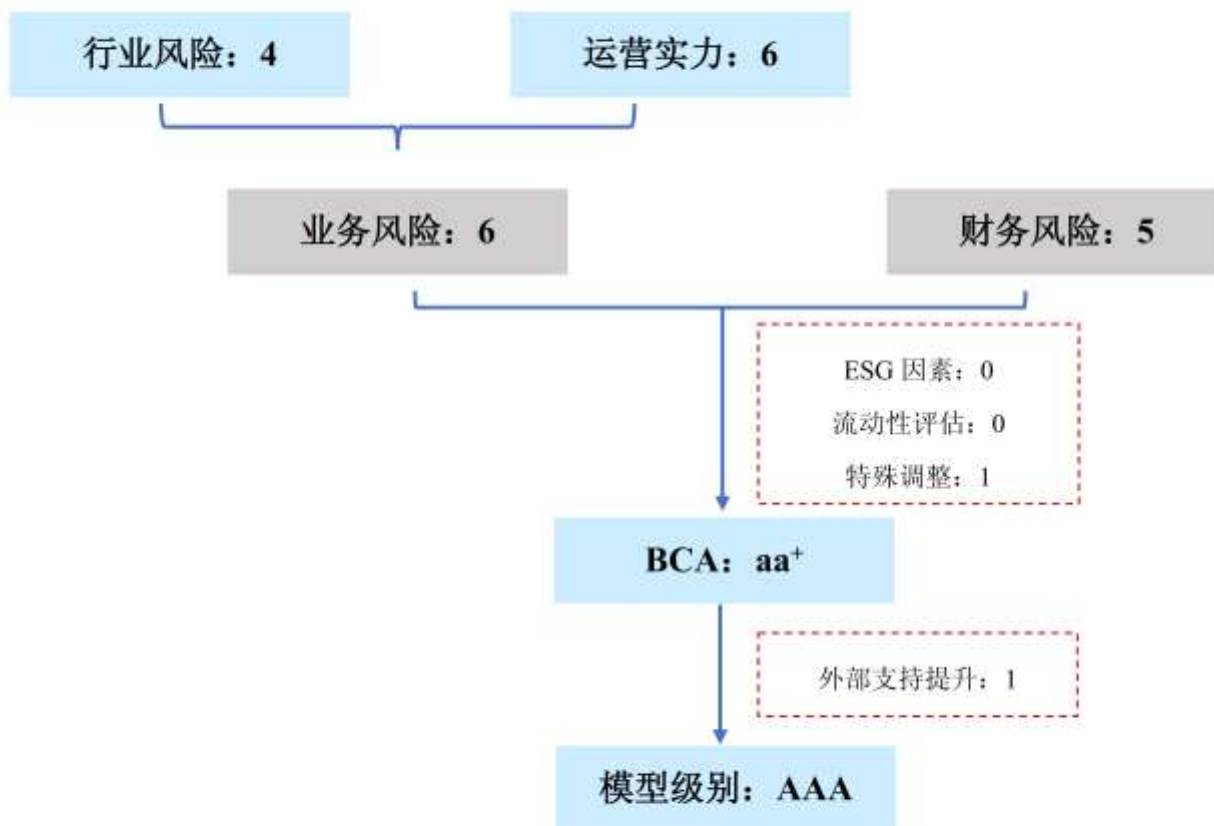 行业风险：4
运营实力：6
业务风险：6
财务风险：5
ESG 因素：0
流动性评估：0
特殊调整：1
BCA：aa⁺
外部支持提升：1
模型级别：AAA